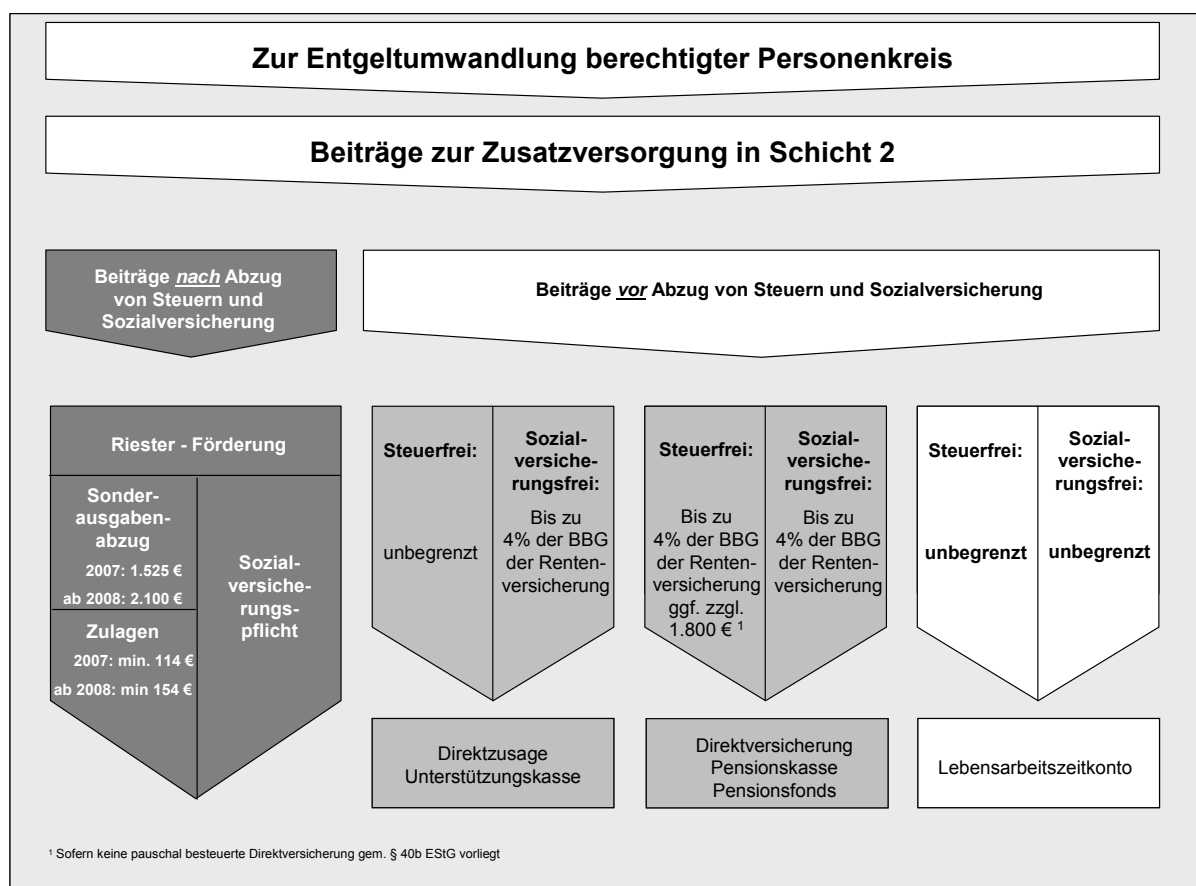 Zur Entgeltumwandlung berechtigter Personenkreis
Beiträge zur Zusatzversorgung in Schicht 2
Beiträge nach Abzug
von Steuern und
Sozialversicherung
Beiträge vor Abzug von Steuern und Sozialversicherung
Riester - Förderung
Sonder-
ausgaben-
abzug
2007: 1.525 €
ab 2008: 2.100 €
Zulagen
2007: min. 114 €
ab 2008: min 154 €
Sozial-
versiche-
rungs-
pflicht
Steuerfrei:
unbegrenzt
Sozial-
versiche-
rungsfrei:
Bis zu
4% der BBG
der Renten-
versicherung
Direktzusage
Unterstützungskasse
Steuerfrei:
Bis zu
4% der BBG
der Renten-
versicherung
ggf. zzgl.
1.800 € ¹
Sozial-
versiche-
rungsfrei:
Bis zu
4% der BBG
der Renten-
versicherung
Direktversicherung
Pensionskasse
Pensionsfonds
Steuerfrei:
unbegrenzt
Sozial-
versiche-
rungsfrei:
unbegrenzt
Lebensarbeitszeitkonto
¹ Sofern keine pauschal besteuerte Direktversicherung gem. § 40b EStG vorliegt